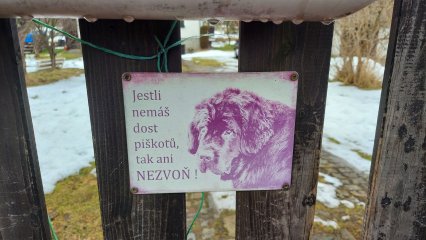 Jestli
nemáš
dost
piškotů,
tak ani
NEZVOŇ !